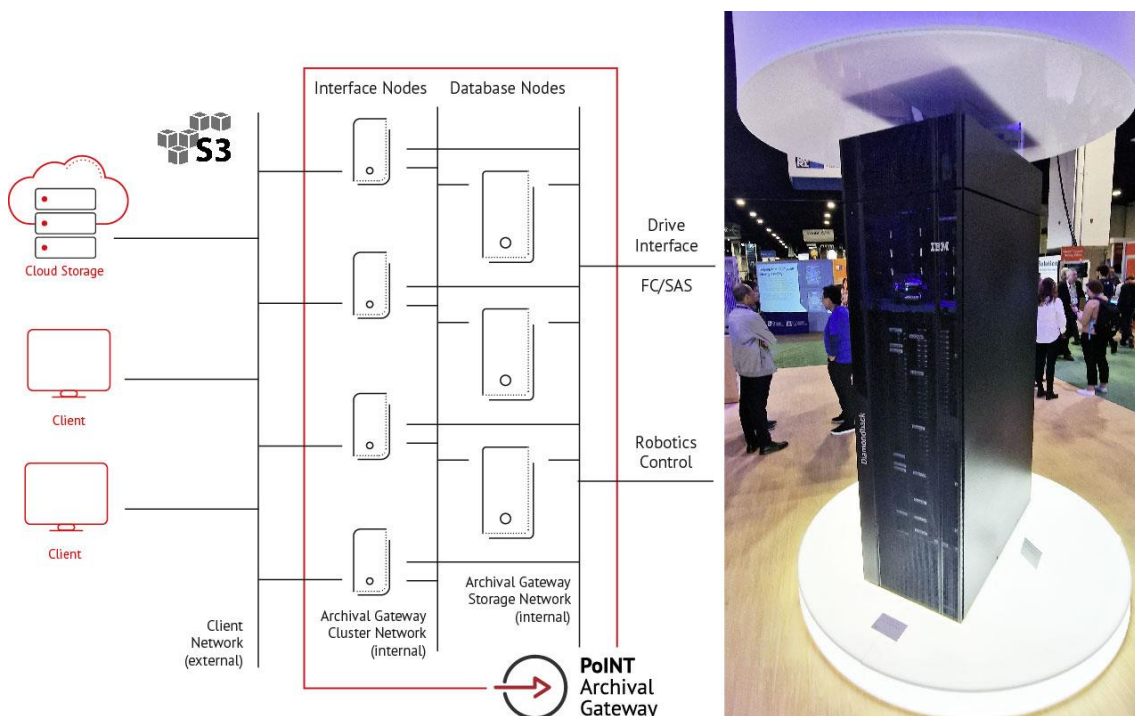 Interface Nodes
Database Nodes
S3
Cloud Storage
Client
Client
Drive
Interface
FC/SAS
Robotics
Control
Client
Network
(external)
Archival Gateway
Cluster Network
(internal)
Archival Gateway
Storage Network
(internal)
PoINT
Archival
Gateway
IBM
Diamondback